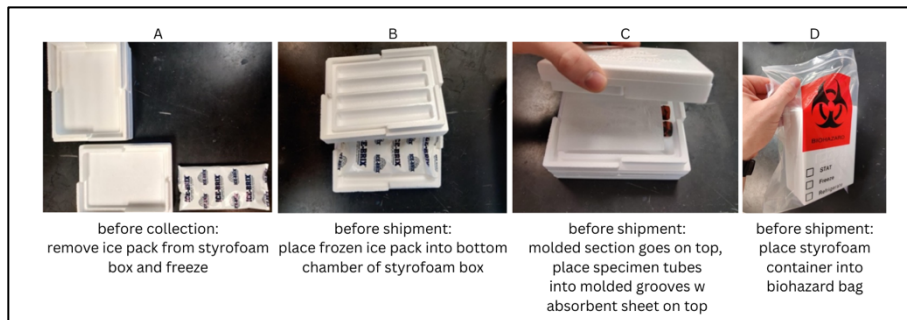 A
B
C
D
ICE-BRIX
BIOHAZARD
STAT
Freeze
Refrigerate
before collection:
remove ice pack from styrofoam
box and freeze
before shipment:
place frozen ice pack into bottom
chamber of styrofoam box
before shipment:
molded section goes on top,
place specimen tubes
into molded grooves w
absorbent sheet on top
before shipment:
place styrofoam
container into
biohazard bag